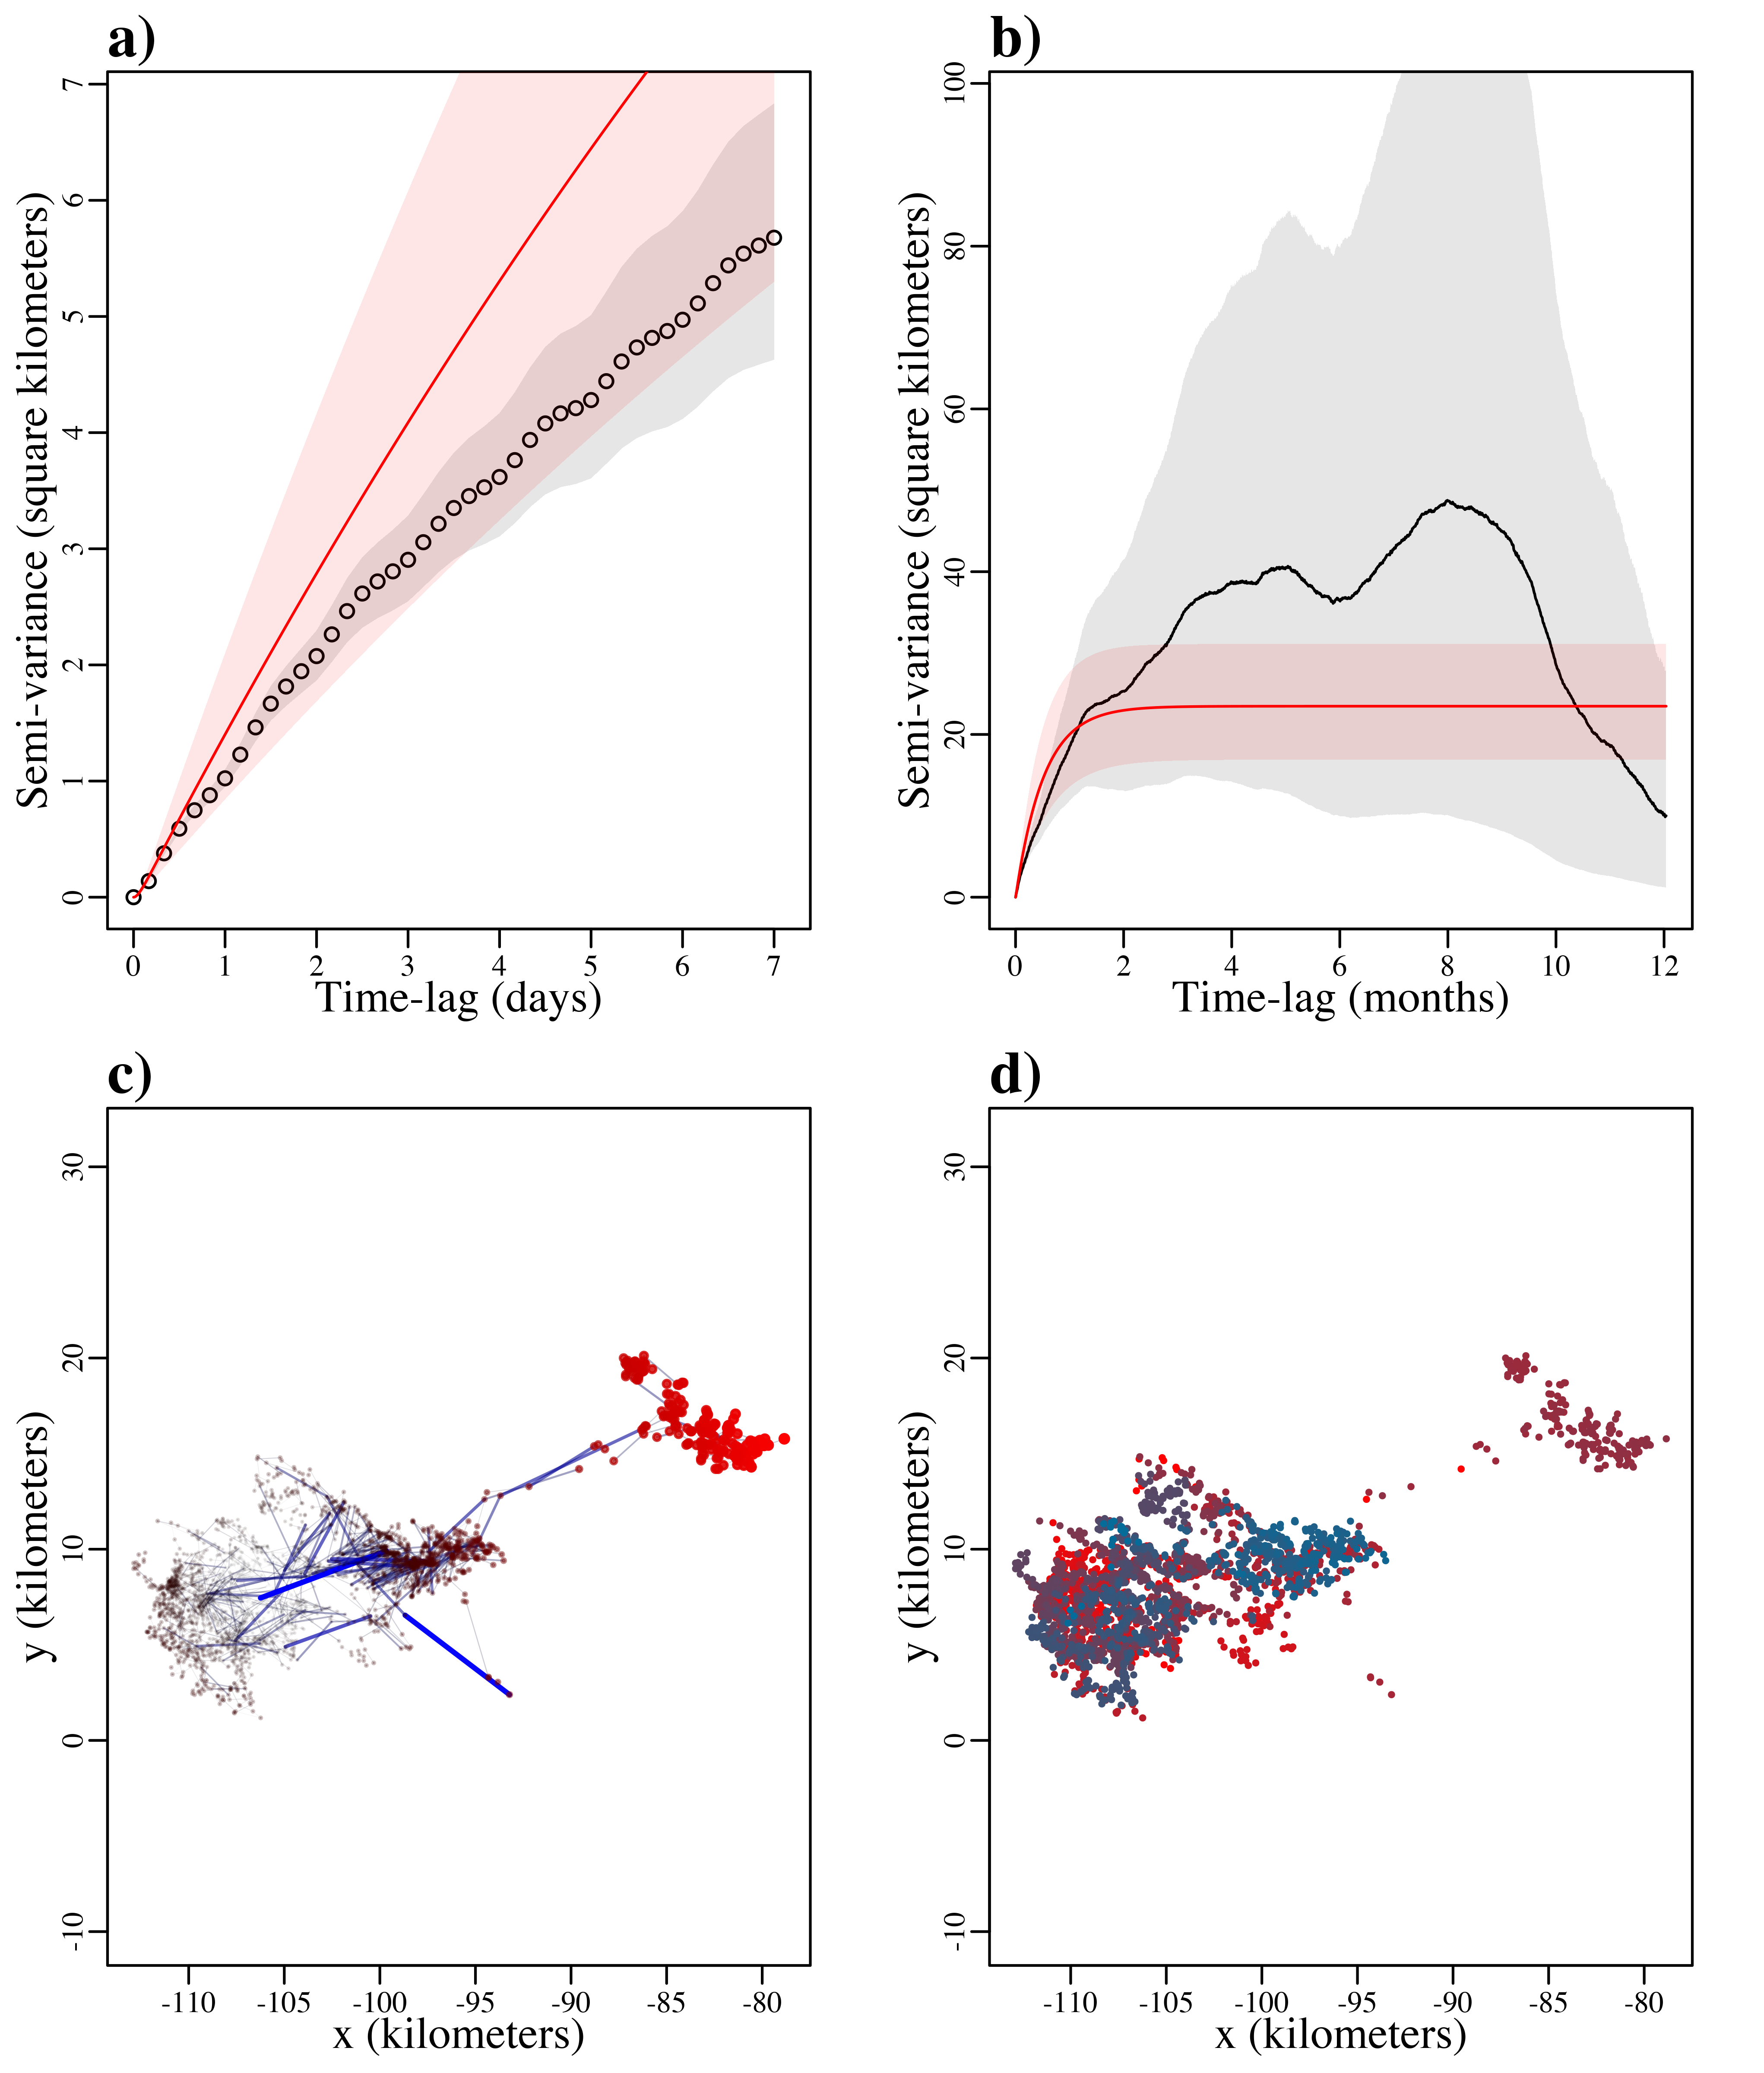 a)
Semi-variance (square kilometers)
7
6
5
4
3
2
1
0
0 1 2 3 4 5 6 7
Time-lag (days)
b)
Semi-variance (square kilometers)
100
80
60
40
20
0
0 2 4 6 8 10 12
Time-lag (months)
c)
y (kilometers)
30
20
10
0
-10
-110 -105 -100 -95 -90 -85 -80
x (kilometers)
d)
y (kilometers)
30
20
10
0
-10
-110 -105 -100 -95 -90 -85 -80
x (kilometers)